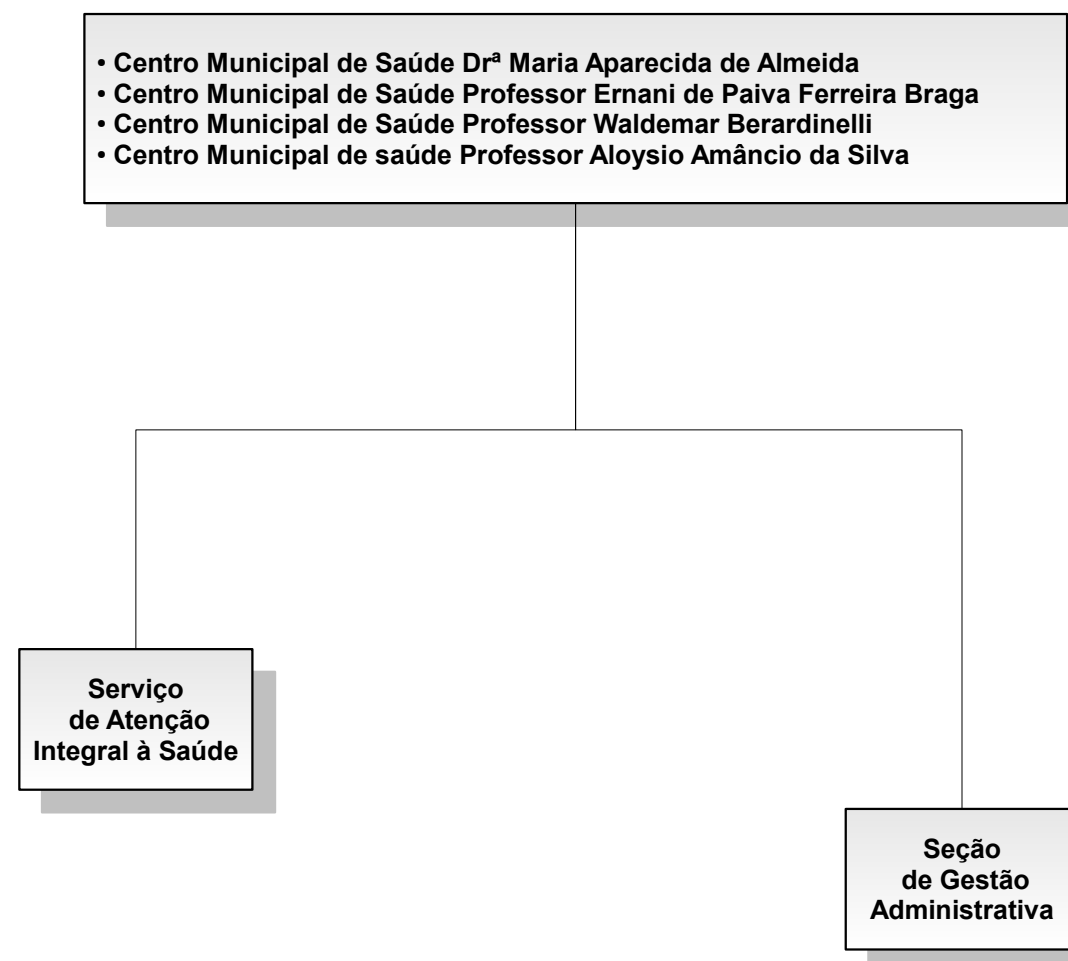 • Centro Municipal de Saúde Drª Maria Aparecida de Almeida
• Centro Municipal de Saúde Professor Ernani de Paiva Ferreira Braga
• Centro Municipal de Saúde Professor Waldemar Berardinelli
• Centro Municipal de saúde Professor Aloysio Amâncio da Silva
Serviço
de Atenção
Integral à Saúde
Seção
de Gestão
Administrativa